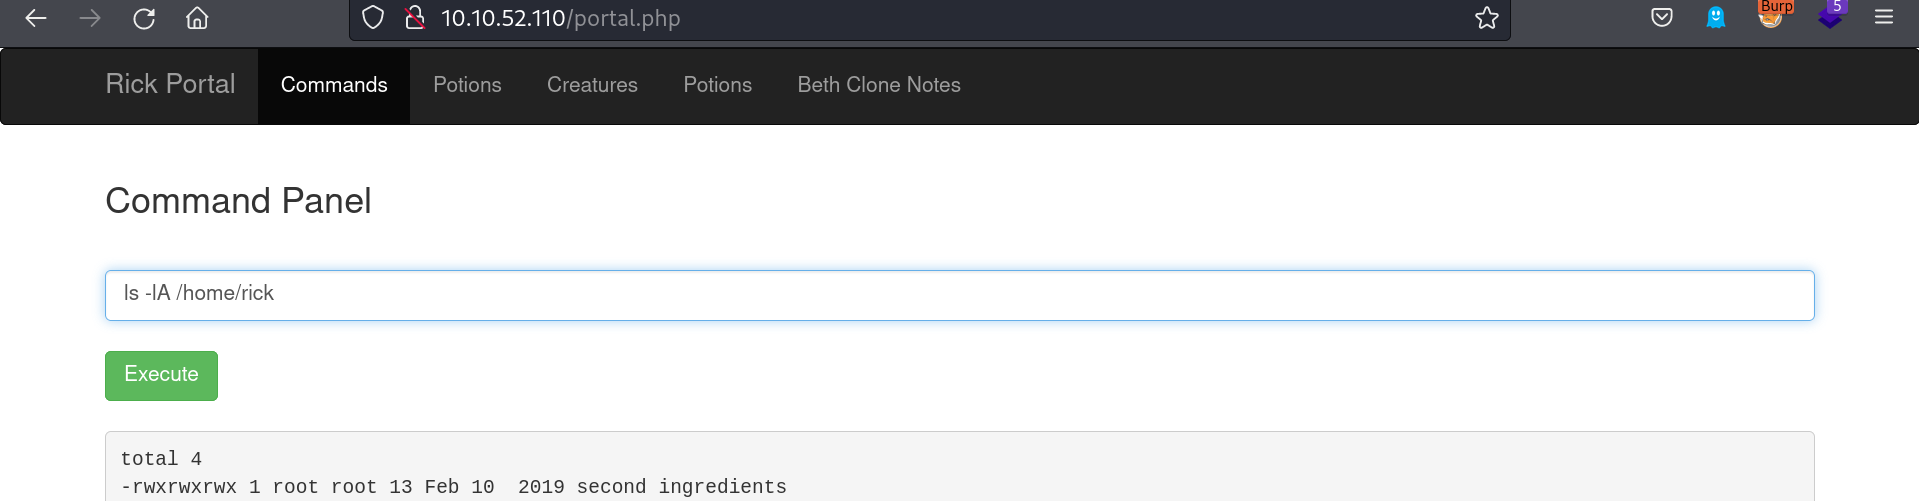 10.10.52.110/portal.php Burp 5
Rick Portal Commands Potions Creatures Potions Beth Clone Notes
Command Panel
ls -lA /home/rick
Execute
total 4
-rwxrwxrwx 1 root root 13 Feb 10  2019 second ingredients